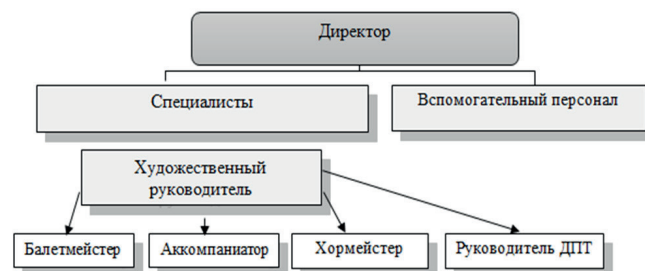 Директор
Специалисты
Вспомогательный персонал
Художественный
руководитель
Балетмейстер
Аккомпаниатор
Хормейстер
Руководитель ДПТ